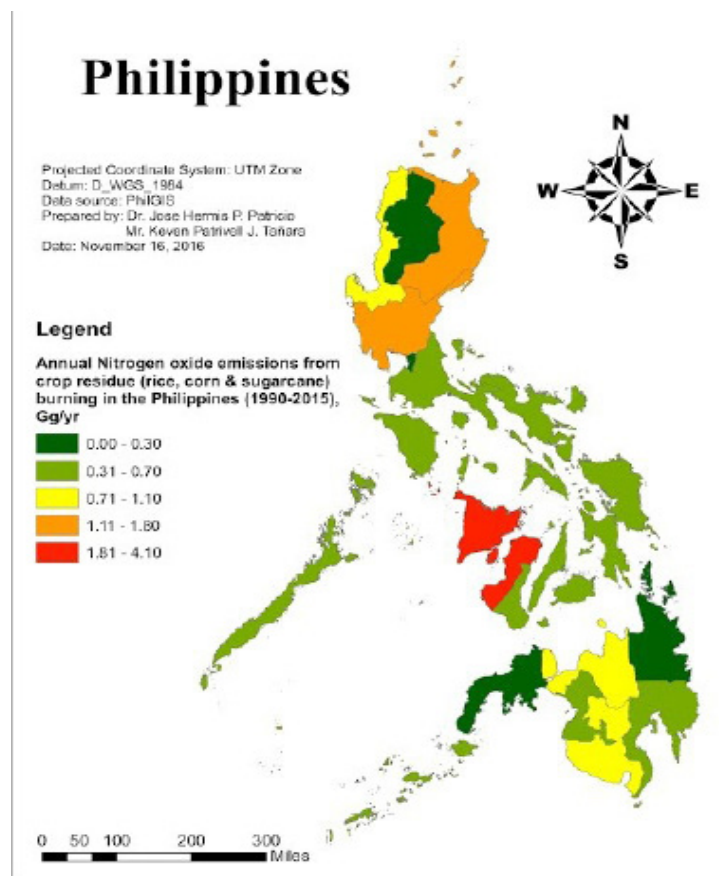 Philippines
N
W
E
S
Projected Coordinate System: UTM Zone
Datum: D_WGS_1984
Data source: PhilGIS
Prepared by: Dr. Jose Hermis P. Patricio
Mr. Keven Patrivell J. Tañara
Date: November 16, 2016
Legend
Annual Nitrogen oxide emissions from
crop residue (rice, corn & sugarcane)
burning in the Philippines (1990-2015),
Gg/yr
0.00 - 0.30
0.31 - 0.70
0.71 - 1.10
1.11 - 1.80
1.81 - 4.10
0 50 100 200 300
Miles